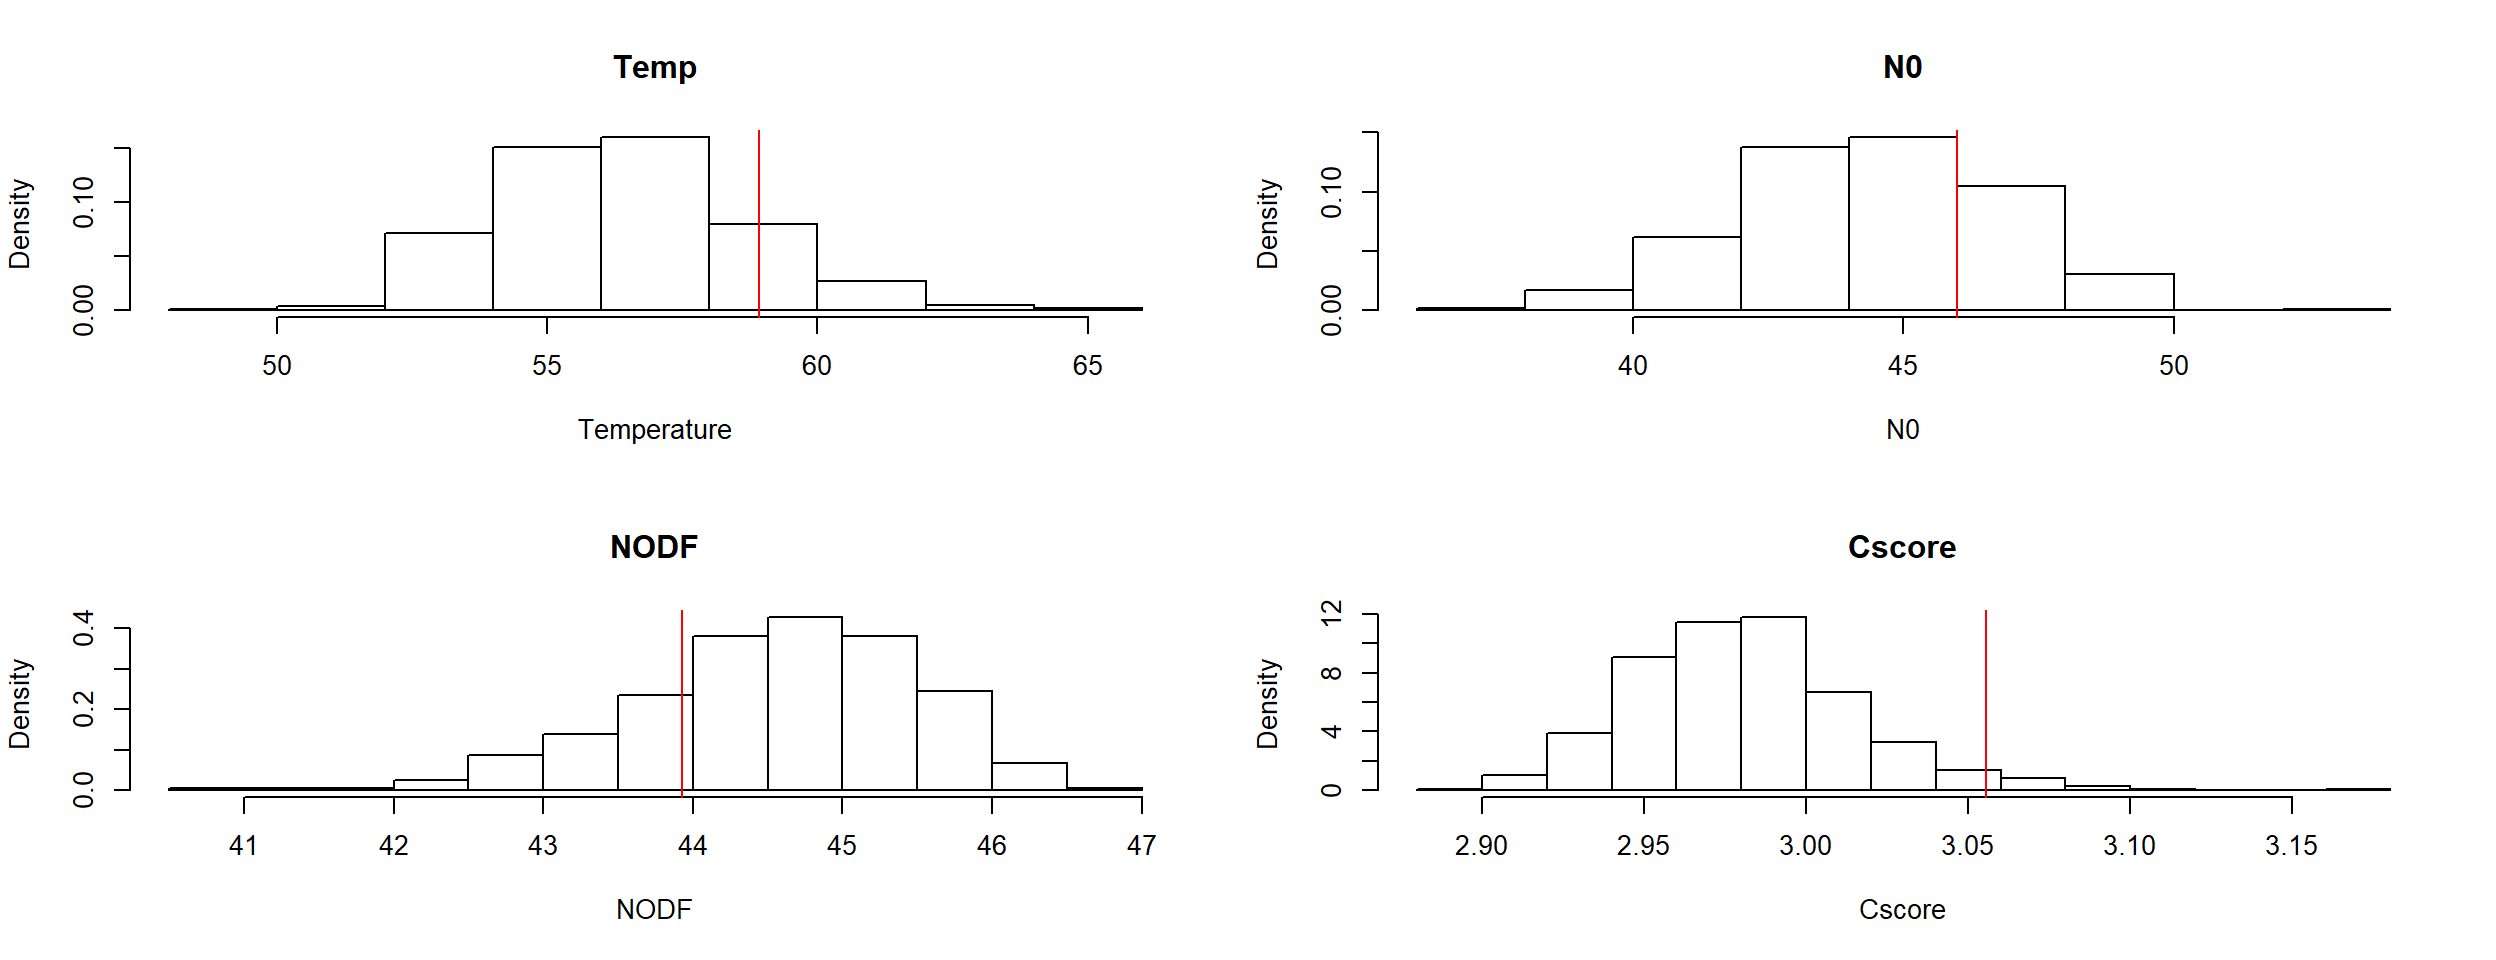 Temp
Density
0.00 0.10
50 55 60 65
Temperature
N0
Density
0.00 0.10
40 45 50
N0
NODF
Density
0.0 0.2 0.4
41 42 43 44 45 46 47
NODF
Cscore
Density
0 4 8 12
2.90 2.95 3.00 3.05 3.10 3.15
Cscore